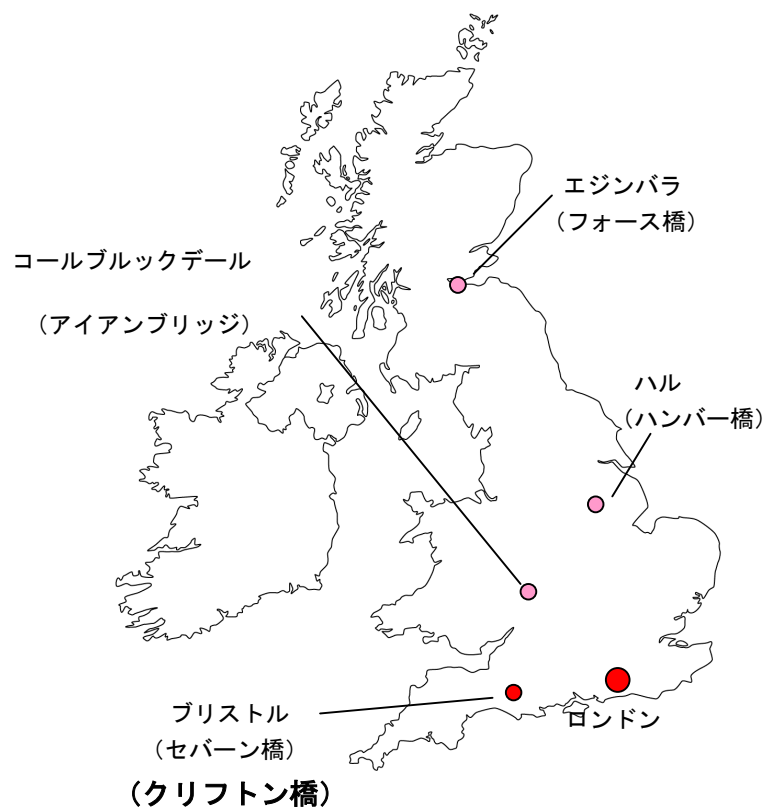 エジンバラ
（フォース橋）
コールブルックデール
（アイアンブリッジ）
ハル
（ハンバー橋）
ロンドン
ブリストル
（セバーン橋）
（クリフトン橋）